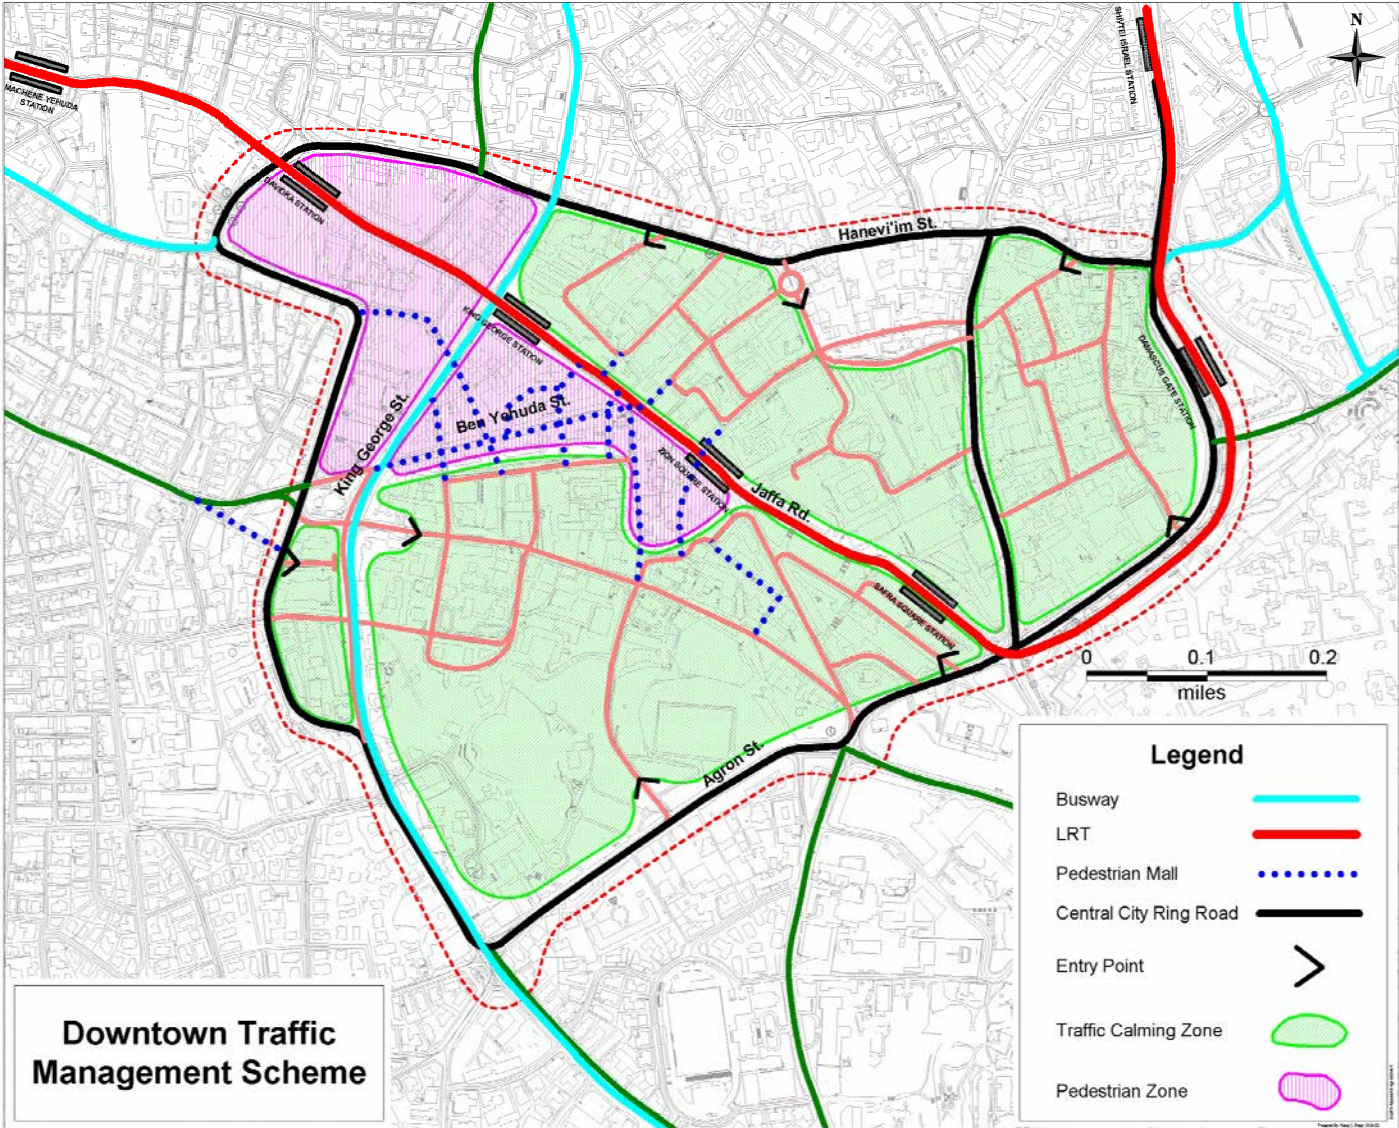 MACHENE YEHUDA
STATION
SHIVTEI ISRAEL STATION
N
DAVIDKA STATION
Hanevi'im St.
KING GEORGE STATION
DAMASCUS GATE STATION
King George St.
Ben Yehuda St.
ZION SQUARE STATION
Jaffa Rd.
SAFRA SQUARE STATION
0 0.1 0.2
miles
Agron St.
Legend
Busway
LRT
Pedestrian Mall
Central City Ring Road
Entry Point
Traffic Calming Zone
Pedestrian Zone
Downtown Traffic
Management Scheme